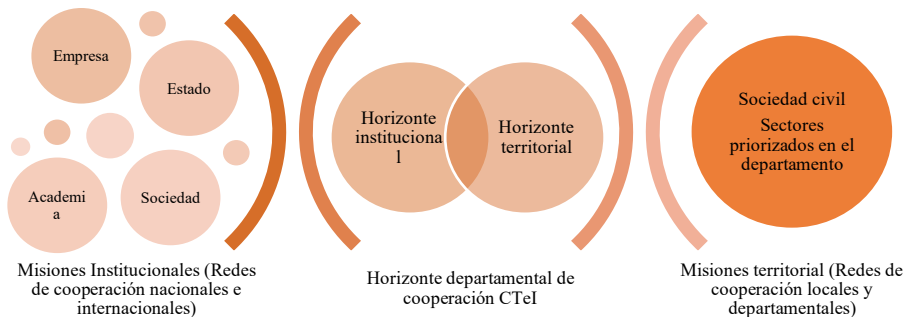 Empresa
Estado
Academi
a
Sociedad
Misiones Institucionales (Redes
de cooperación nacionales e
internacionales)
Horizonte
instituciona
l
Horizonte
territorial
Horizonte departamental de
cooperación CTeI
Sociedad civil
Sectores
priorizados en el
departamento
Misiones territorial (Redes de
cooperación locales y
departamentales)